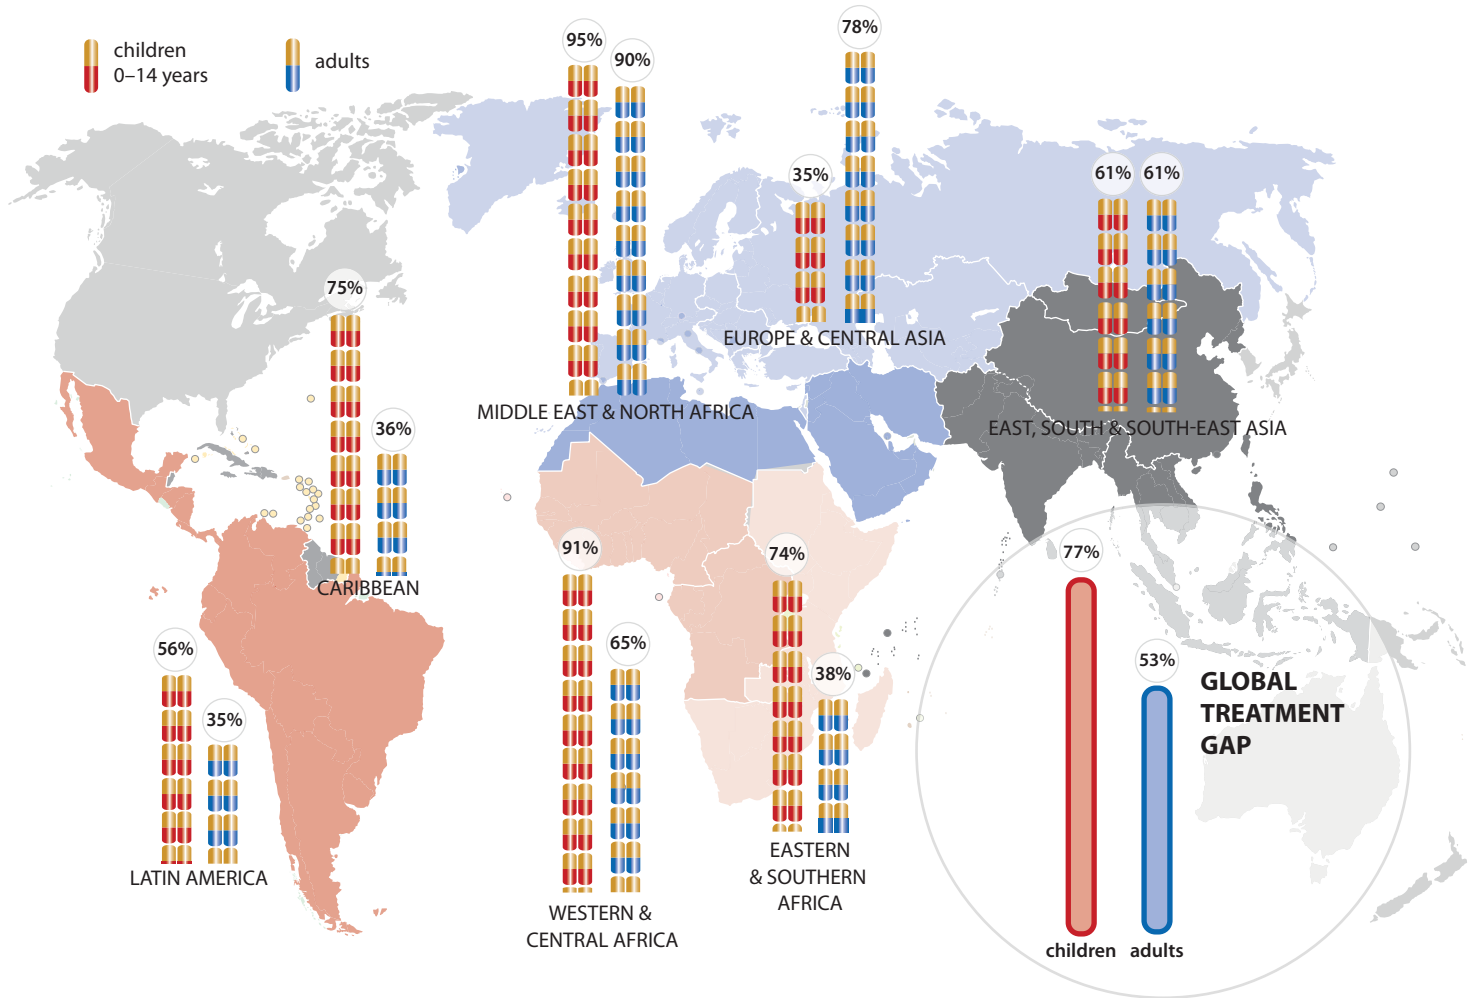 children
0–14 years
adults
95%
90%
78%
35%
61%
61%
75%
36%
EUROPE & CENTRAL ASIA
MIDDLE EAST & NORTH AFRICA
EAST, SOUTH & SOUTH-EAST ASIA
CARIBBEAN
91%
74%
77%
56%
35%
65%
38%
53%
GLOBAL
TREATMENT
GAP
LATIN AMERICA
EASTERN
& SOUTHERN
AFRICA
WESTERN &
CENTRAL AFRICA
children
adults